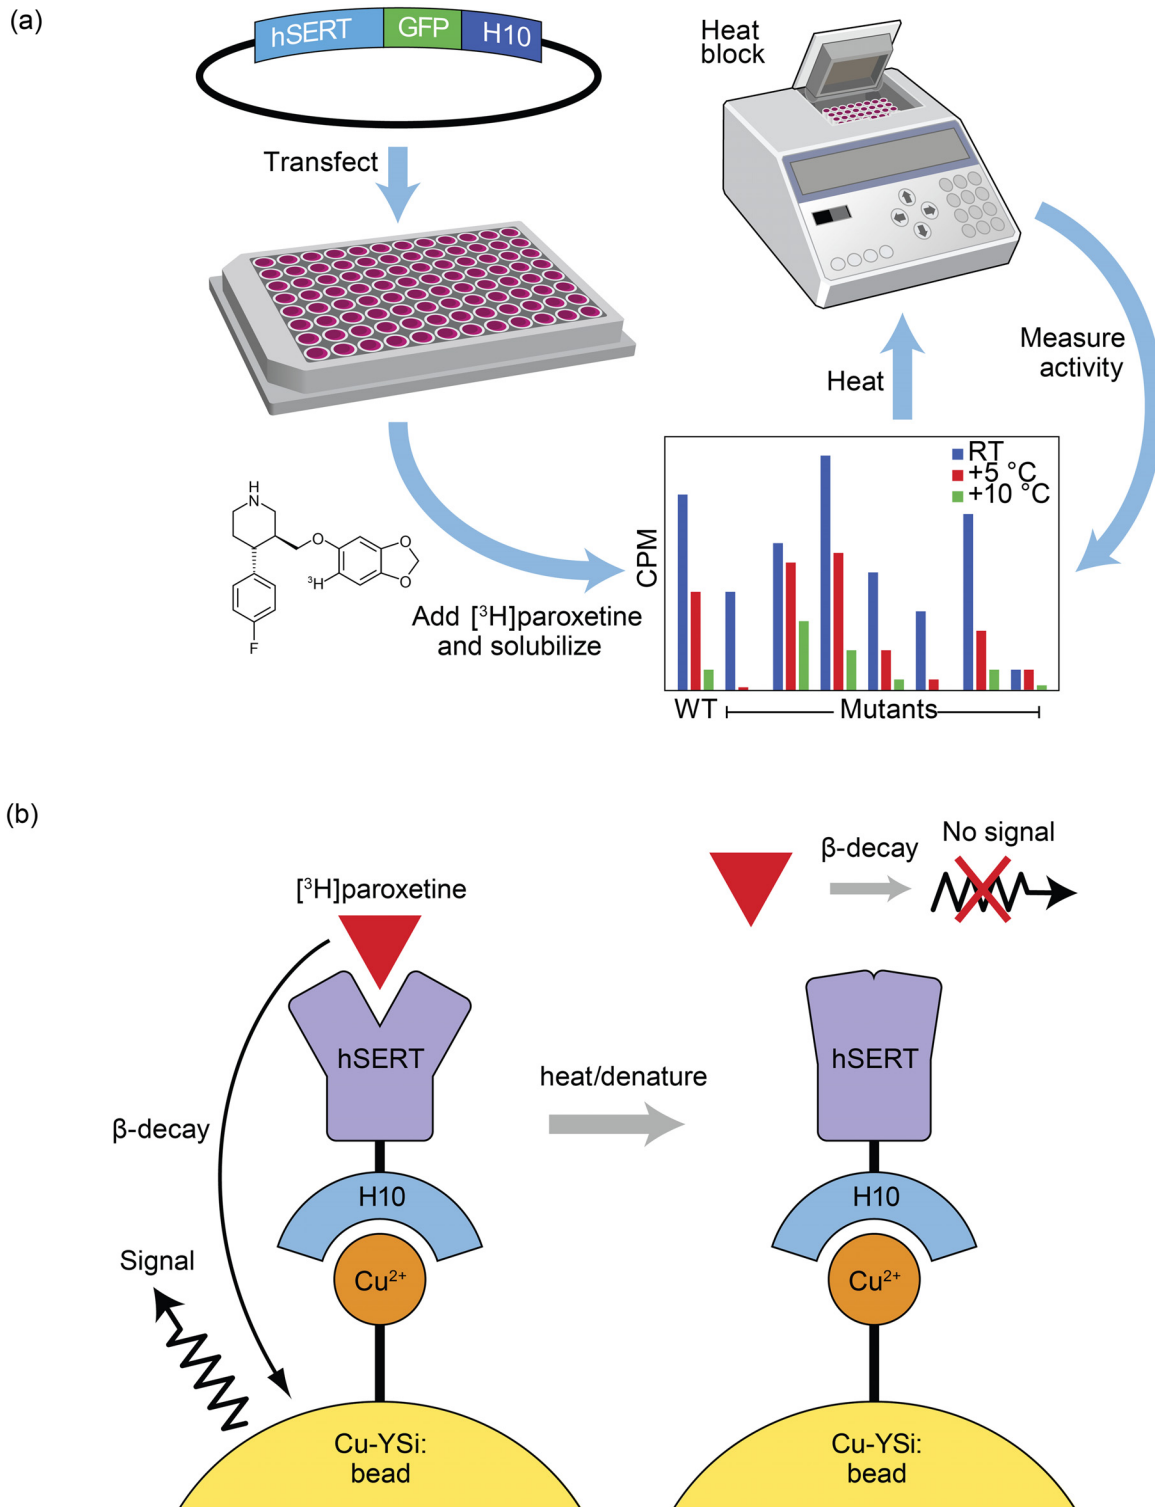 (a)
hSERT GFP H10
Transfect
Heat
block
Measure
activity
Heat
RT
+5 °C
+10 °C
CPM
WT Mutants
H
N
O
O
O
³H
F
Add [³H]paroxetine
and solubilize
(b)
[³H]paroxetine
hSERT
β-decay
H10
Signal
Cu²⁺
Cu-YSi:
bead
heat/denature
β-decay
No signal
hSERT
H10
Cu²⁺
Cu-YSi:
bead